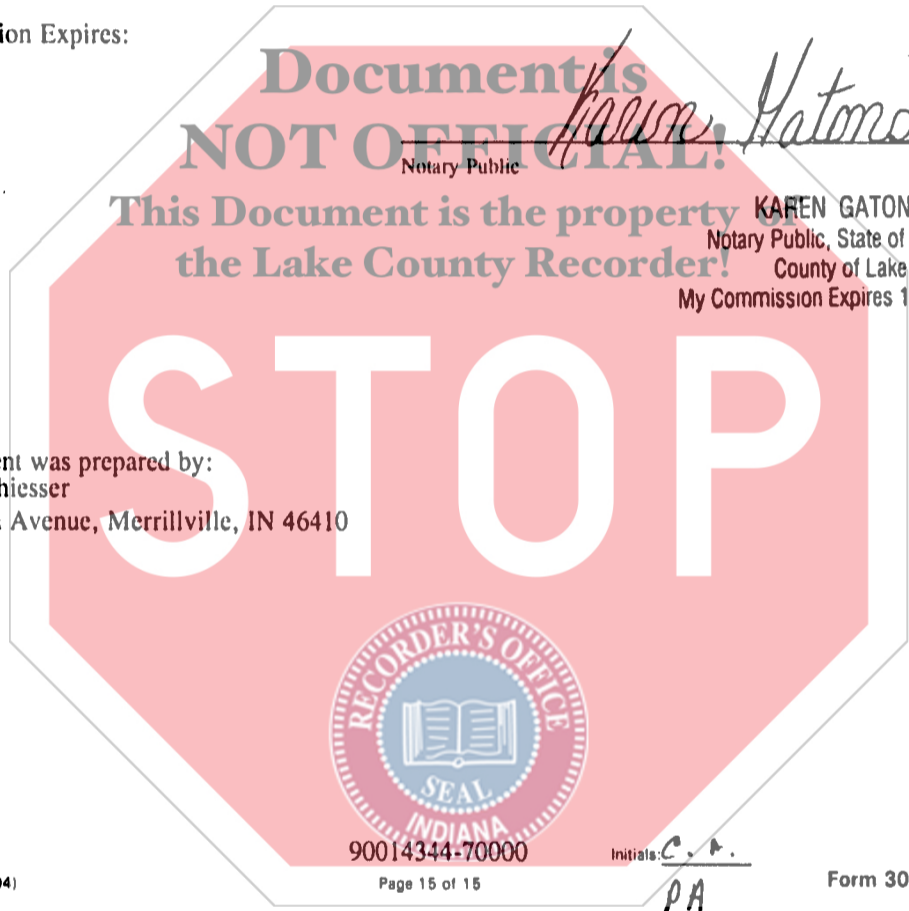 ion Expires:
Document is
NOT OFFICIAL!
Notary Public
This Document is the property of
the Lake County Recorder!
KAREN GATON
Notary Public, State of
County of Lake
My Commission Expires 1
STOP
ent was prepared by:
hiesser
Avenue, Merrillville, IN 46410
RECORDER'S OFFICE
SEAL
INDIANA
90014344-70000
Initials: C. A.
PA
04)
Page 15 of 15
Form 30